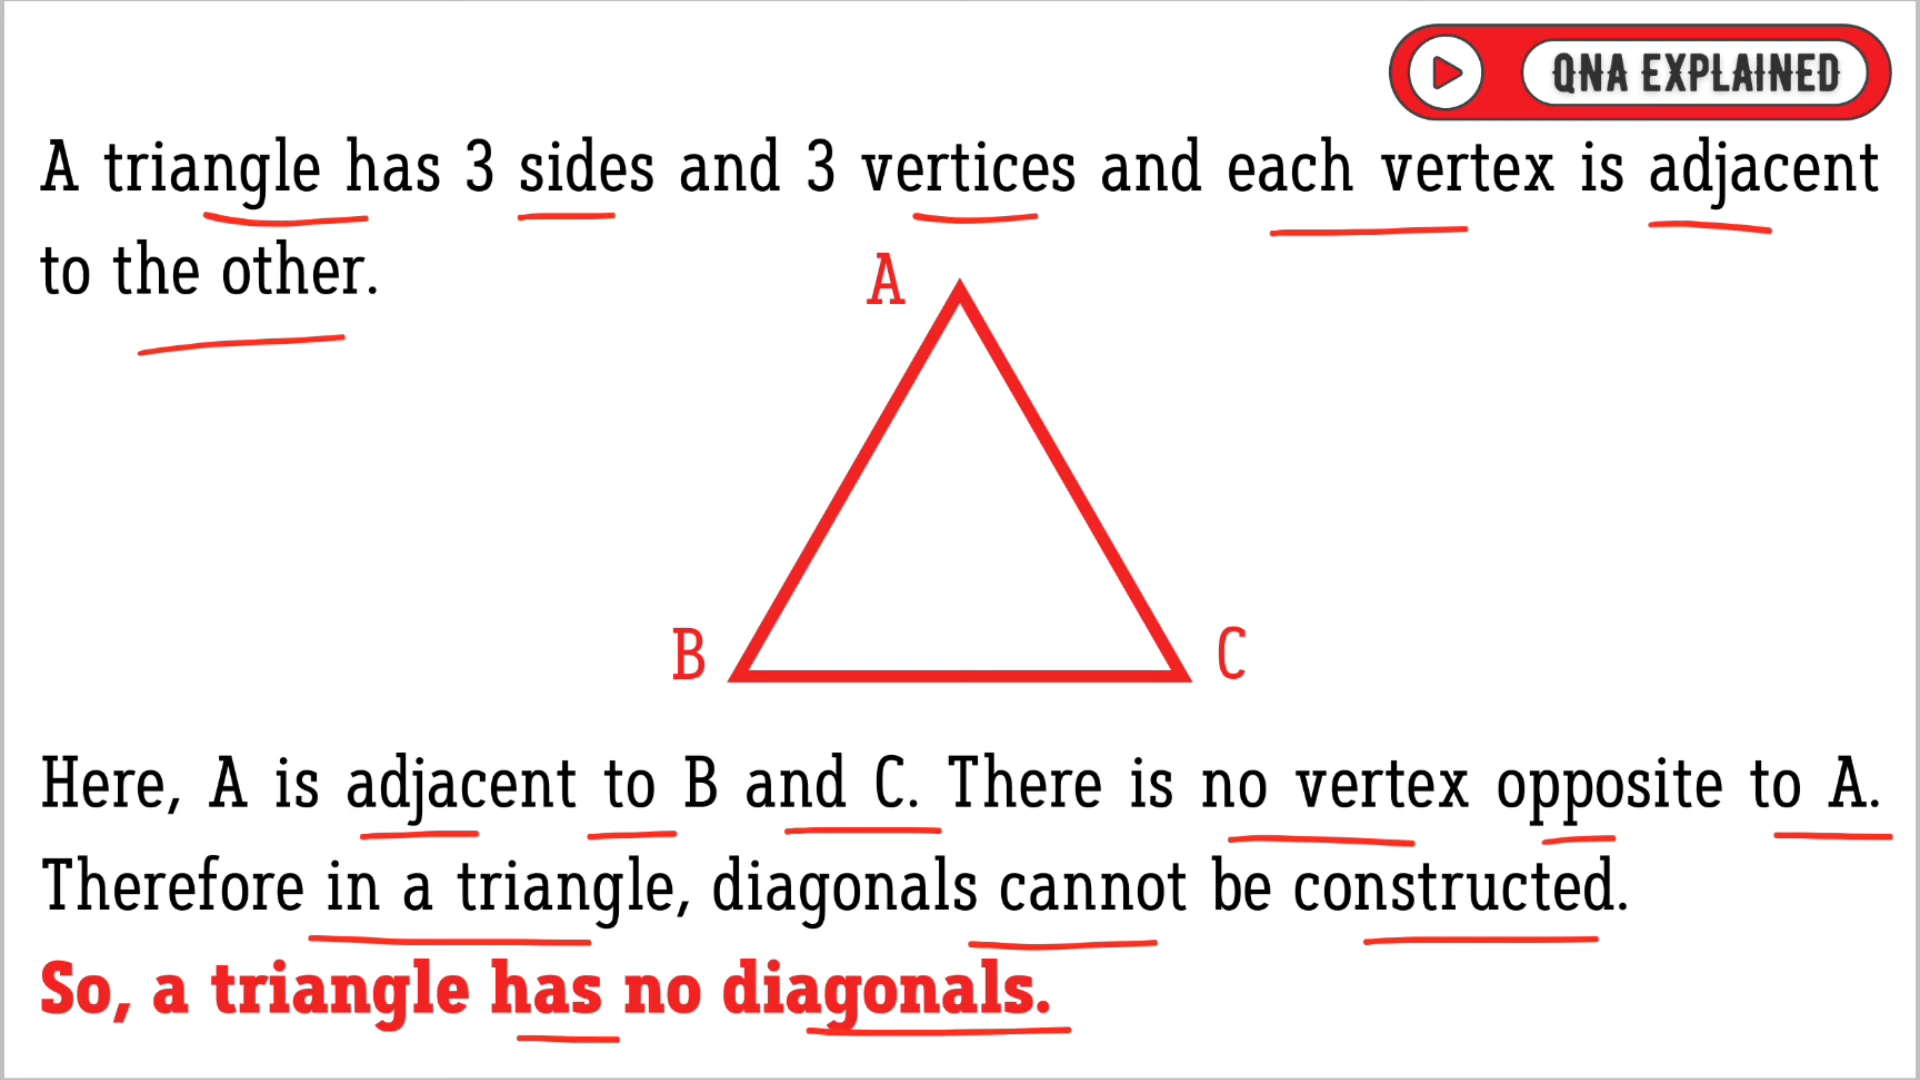 QNA EXPLAINED
A triangle has 3 sides and 3 vertices and each vertex is adjacent
to the other.
A
B
C
Here, A is adjacent to B and C. There is no vertex opposite to A.
Therefore in a triangle, diagonals cannot be constructed.
So, a triangle has no diagonals.